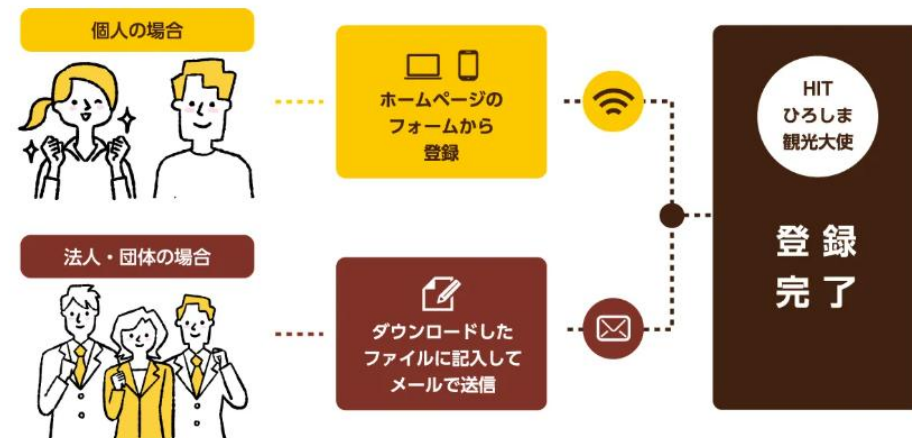 個人の場合
ホームページの
フォームから
登録
法人・団体の場合
ダウンロードした
ファイルに記入して
メールで送信
HIT
ひろしま
観光大使
登録
完了